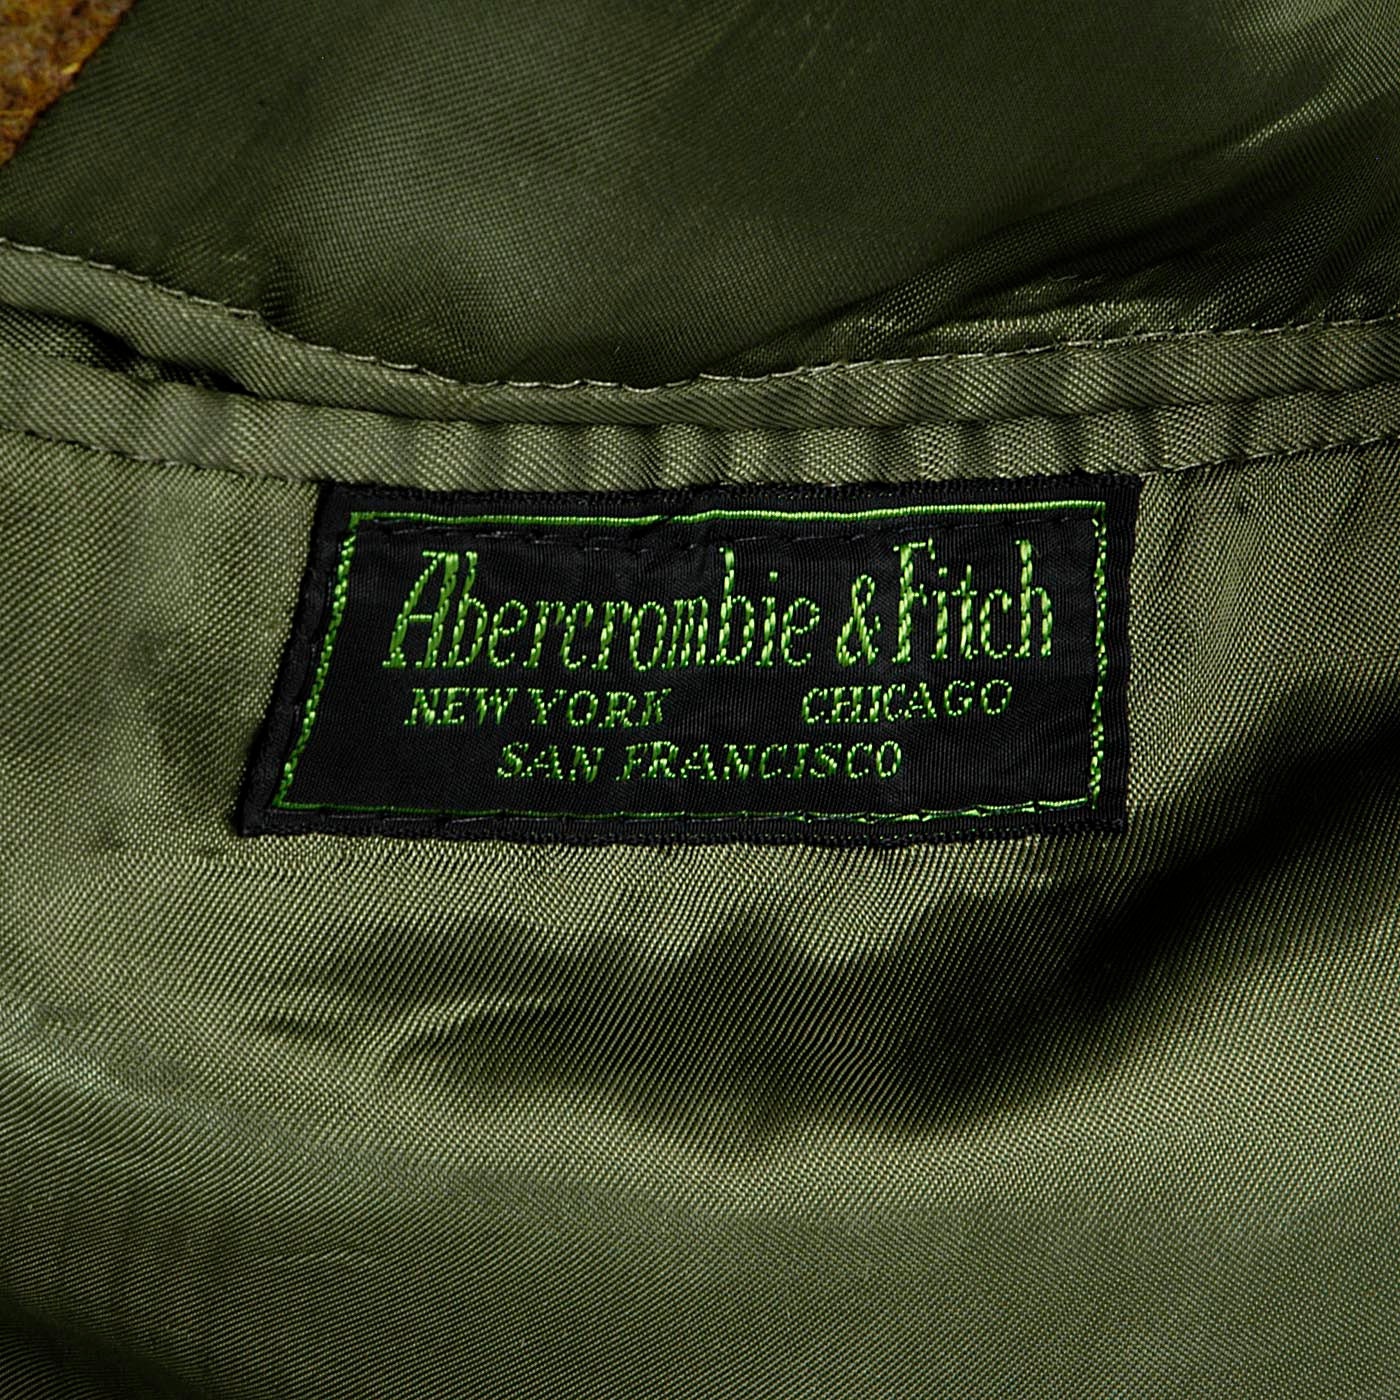 Abercrombie & Fitch
NEW YORK CHICAGO
SAN FRANCISCO